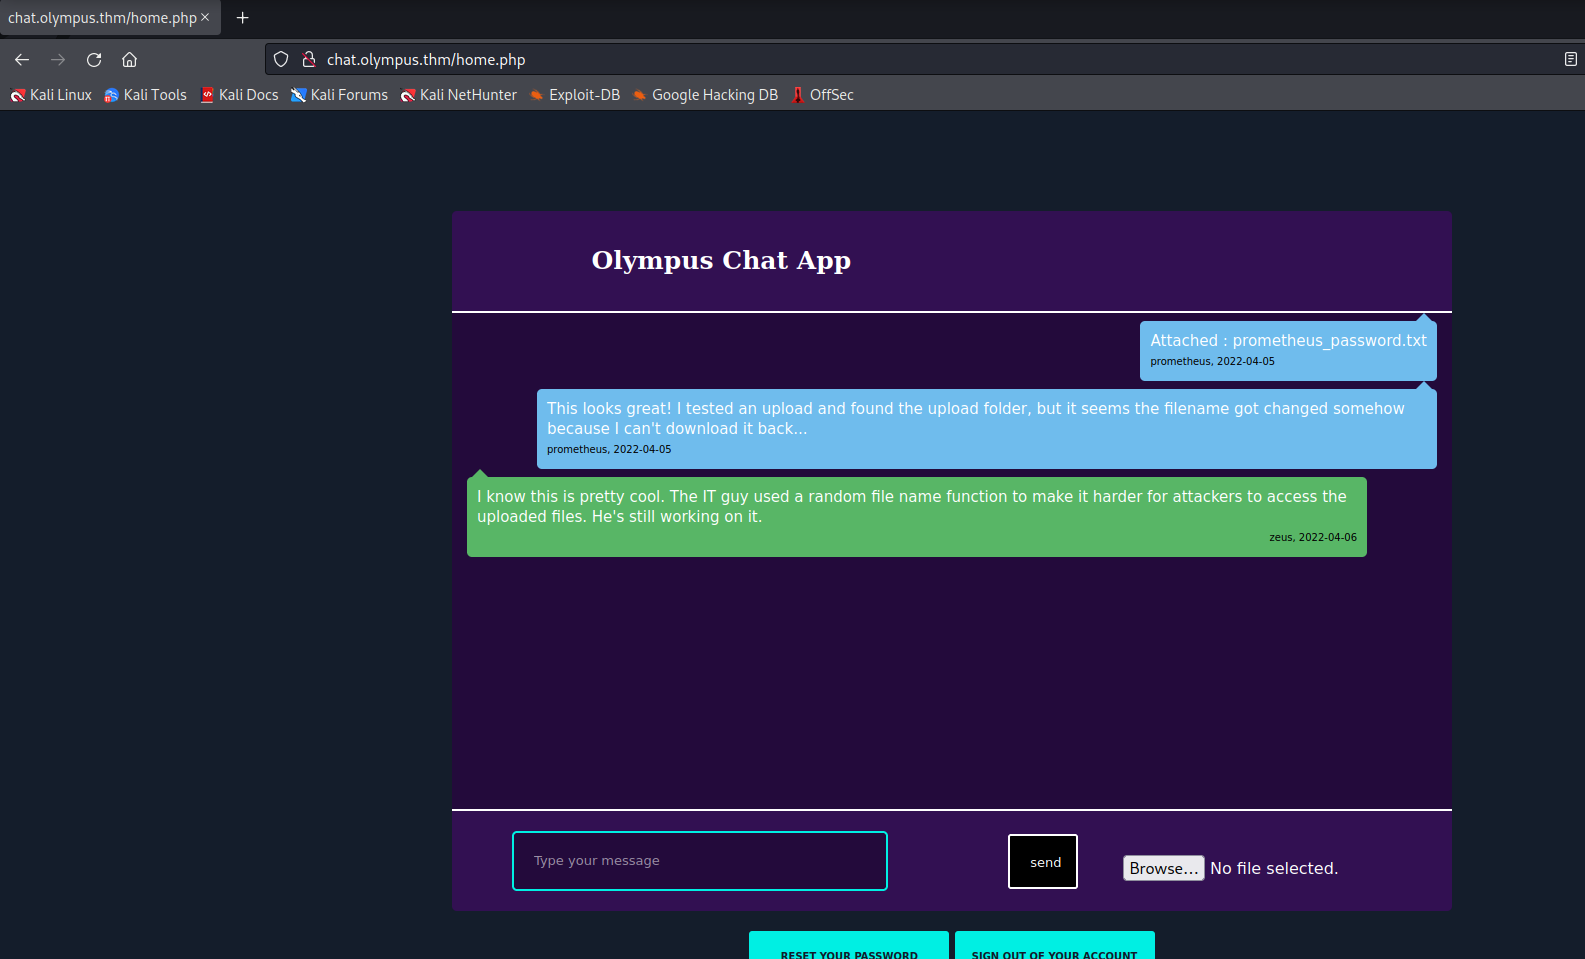 chat.olympus.thm/home.php
chat.olympus.thm/home.php
Kali Linux Kali Tools Kali Docs Kali Forums Kali NetHunter Exploit-DB Google Hacking DB OffSec
Olympus Chat App
Attached : prometheus_password.txt
prometheus, 2022-04-05
This looks great! I tested an upload and found the upload folder, but it seems the filename got changed somehow
because I can't download it back...
prometheus, 2022-04-05
I know this is pretty cool. The IT guy used a random file name function to make it harder for attackers to access the
uploaded files. He's still working on it.
zeus, 2022-04-06
Type your message
send
Browse... No file selected.
RESET YOUR PASSWORD SIGN OUT OF YOUR ACCOUNT